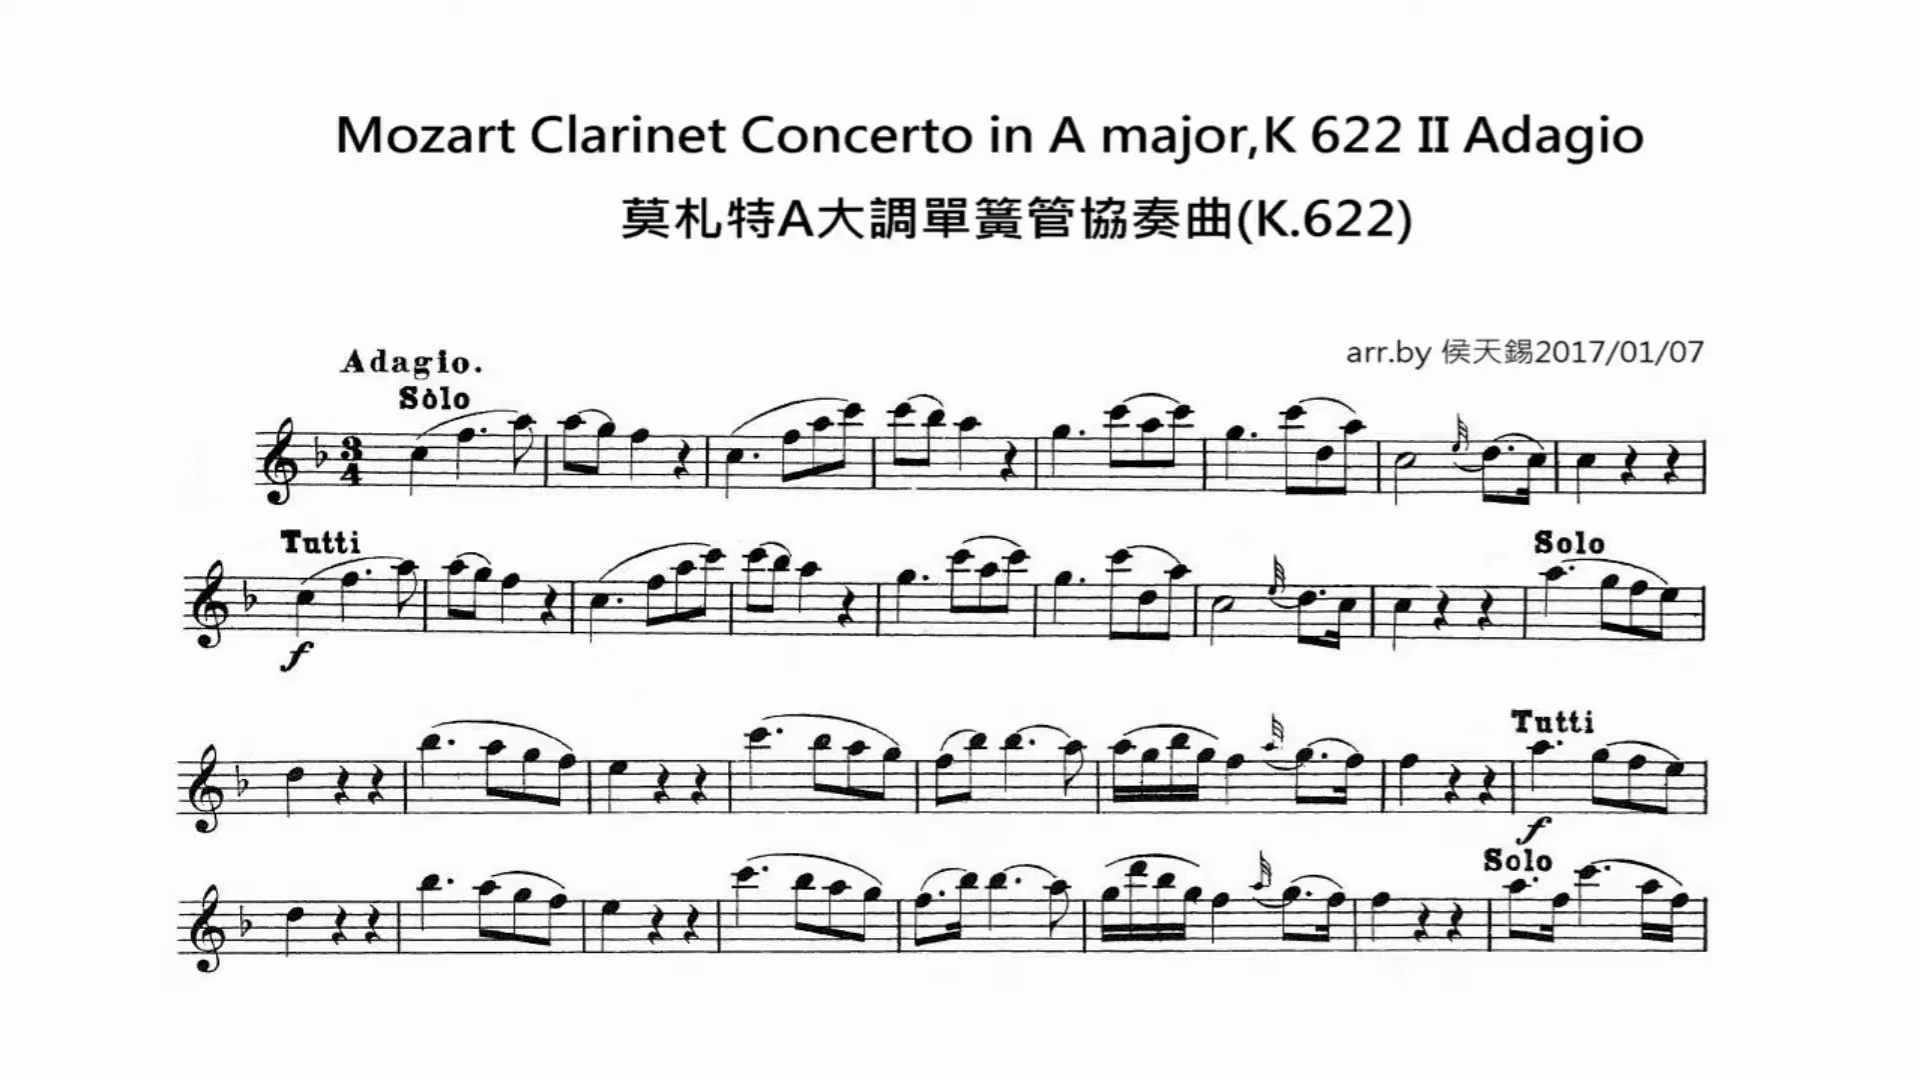 Mozart Clarinet Concerto in A major,K 622 II Adagio
莫札特A大調單簧管協奏曲(K.622)
arr.by 侯天錫2017/01/07
Adagio.
Sòlo
3
4
Tutti
Solo
f
Tutti
f
Solo